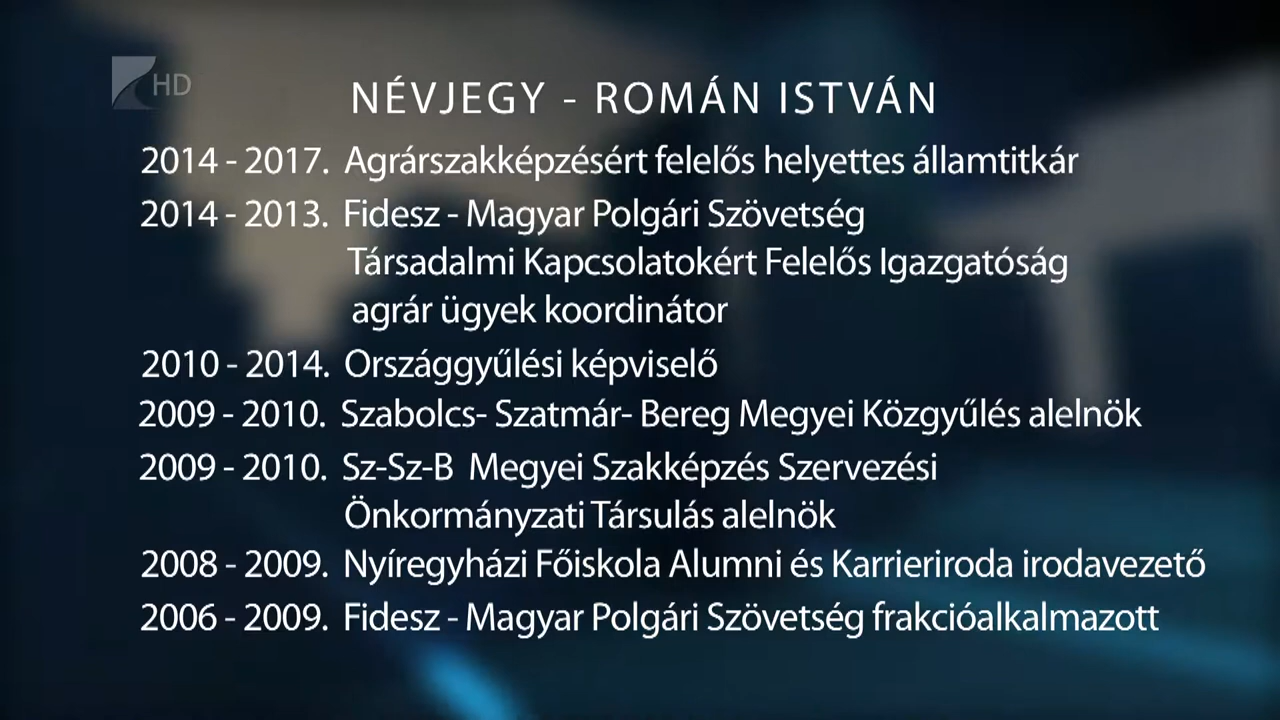 HD
NÉVJEGY - ROMÁN ISTVÁN
2014 - 2017. Agrárszakképzésért felelős helyettes államtitkár
2014 - 2013. Fidesz - Magyar Polgári Szövetség
Társadalmi Kapcsolatokért Felelős Igazgatóság
agrár ügyek koordinátor
2010 - 2014. Országgyűlési képviselő
2009 - 2010. Szabolcs- Szatmár- Bereg Megyei Közgyűlés alelnök
2009 - 2010. Sz-Sz-B Megyei Szakképzés Szervezési
Önkormányzati Társulás alelnök
2008 - 2009. Nyíregyházi Főiskola Alumni és Karrieriroda irodavezető
2006 - 2009. Fidesz - Magyar Polgári Szövetség frakcióalkalmazott